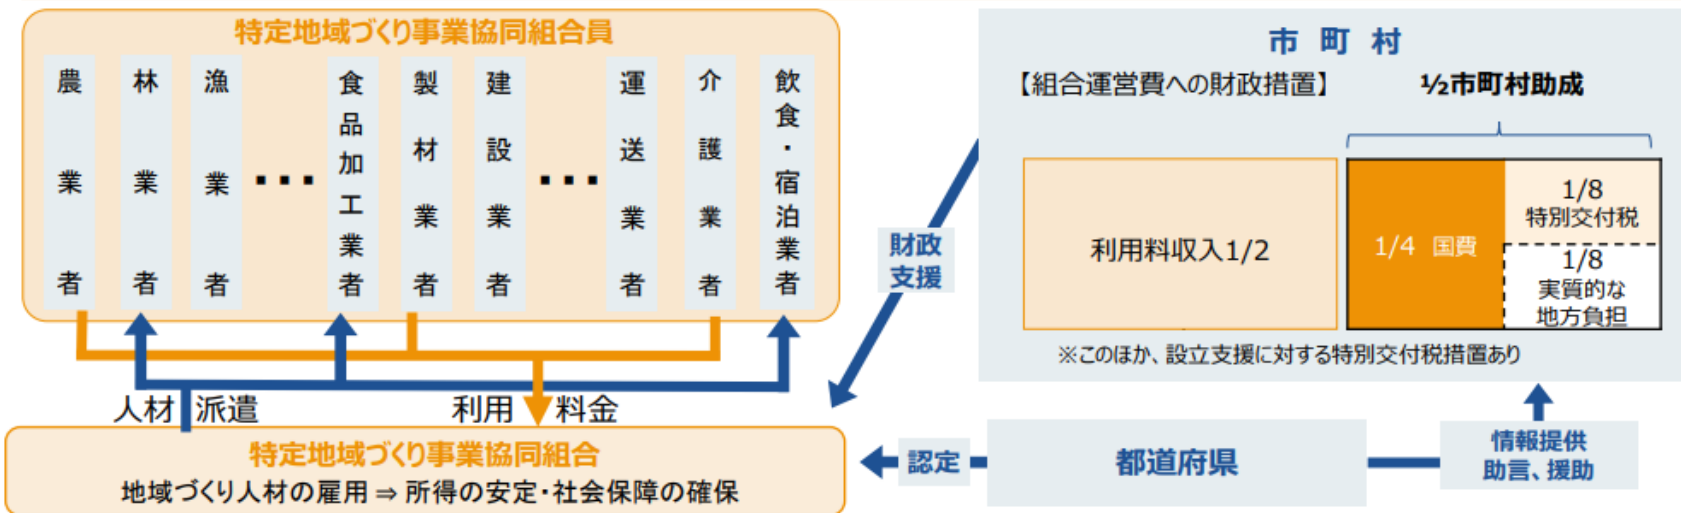 特定地域づくり事業協同組合員
農業者
林業者
漁業者
・・・
食品加工業者
製材業者
建設業者
・・・
運送業者
介護業者
飲食・宿泊業者
人材派遣
利用料金
特定地域づくり事業協同組合
地域づくり人材の雇用 ⇒ 所得の安定・社会保障の確保
財政
支援
市町村
【組合運営費への財政措置】
½市町村助成
利用料収入1/2
1/4 国費
1/8
特別交付税
1/8
実質的な
地方負担
※このほか、設立支援に対する特別交付税措置あり
認定
都道府県
情報提供
助言、援助